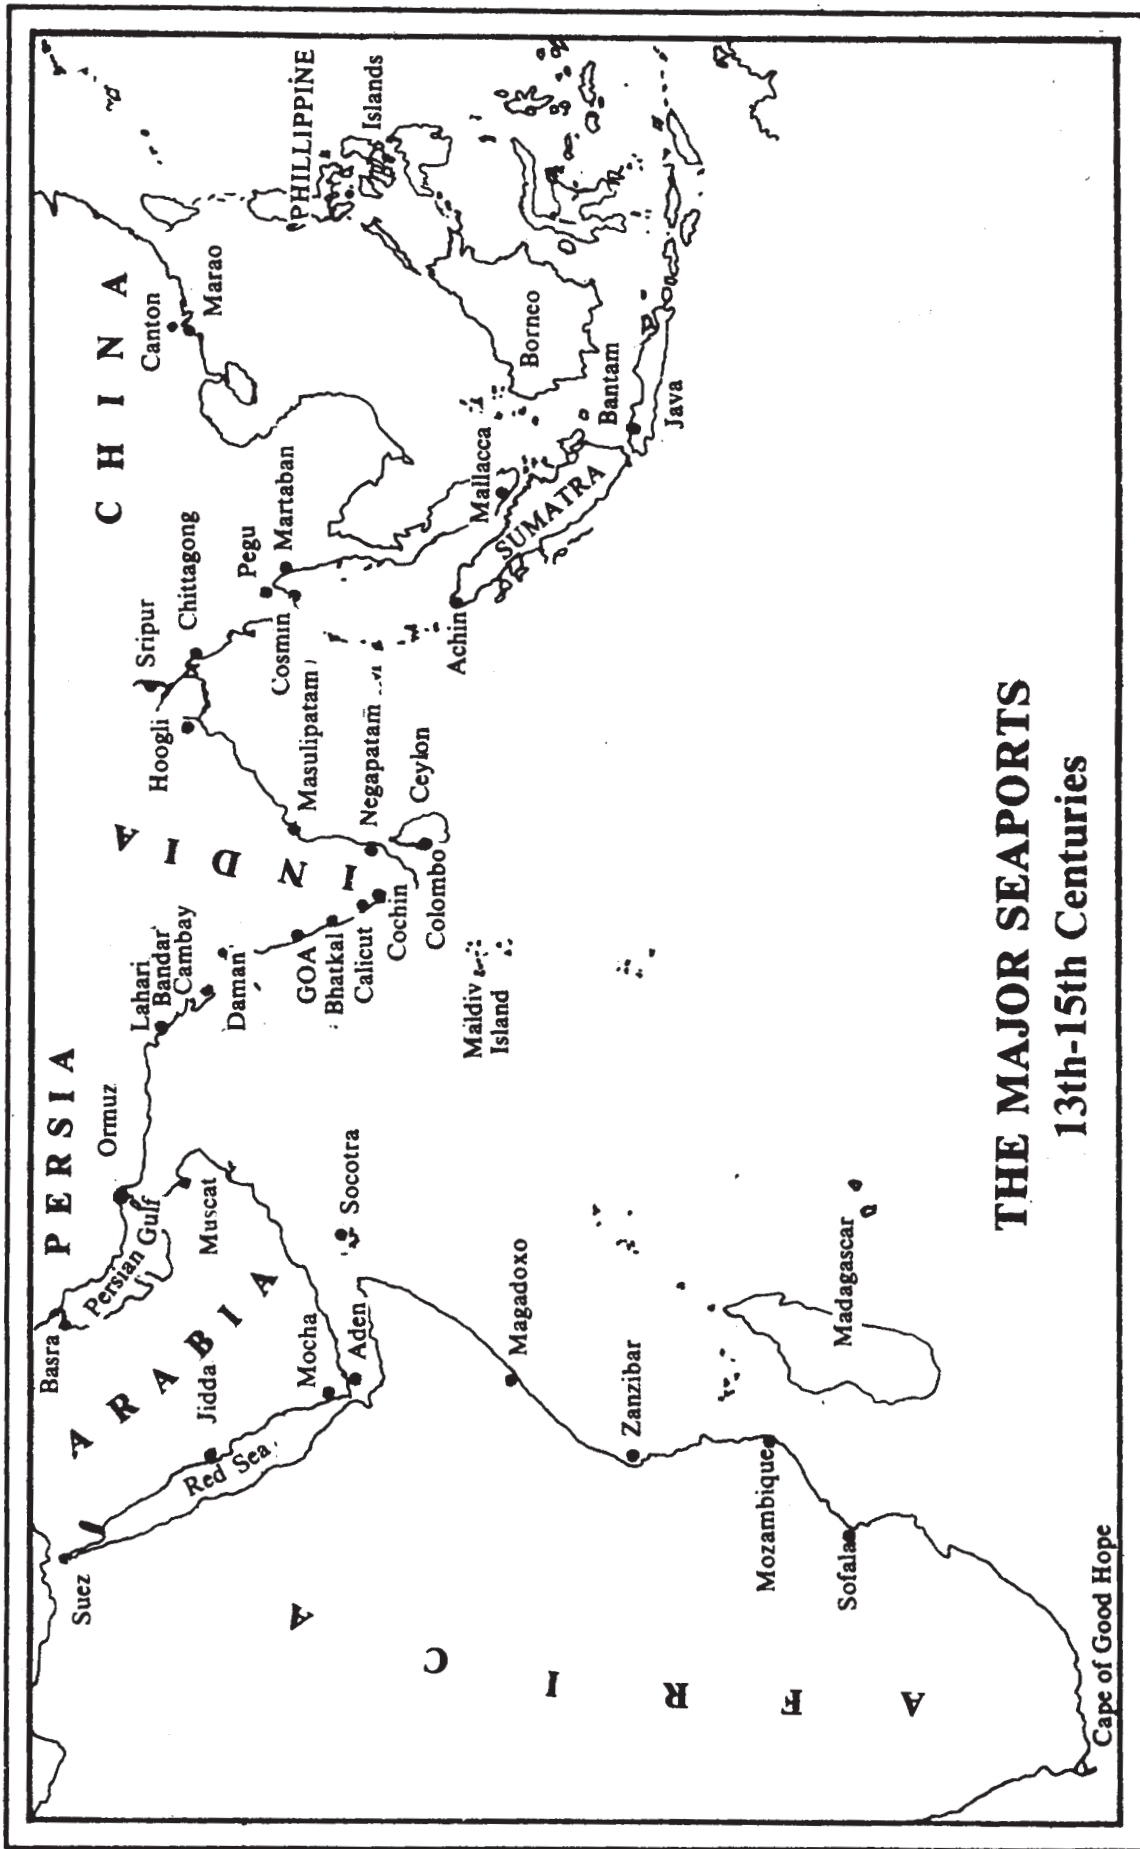 THE MAJOR SEAPORTS
13th-15th Centuries
CHINA
PERSIA
ARABIA
INDIA
AFRICA
PHILLIPPINE
Islands
Canton
Marao
Borneo
Bantam
Java
Mallacca
SUMATRA
Achin
Martaban
Pegu
Cosmin
Chittagong
Sripur
Hoogli
Masulipatam
Negapatam
Ceylon
Colombo
Cochin
Calicut
Bhatkal
GOA
Daman
Cambay
Lahari
Bandar
Maldiv
Island
Ormuz
Persian Gulf
Muscat
Basra
Socotra
Aden
Mocha
Jidda
Red Sea
Suez
Magadoxo
Zanzibar
Madagascar
Mozambique
Sofala
Cape of Good Hope